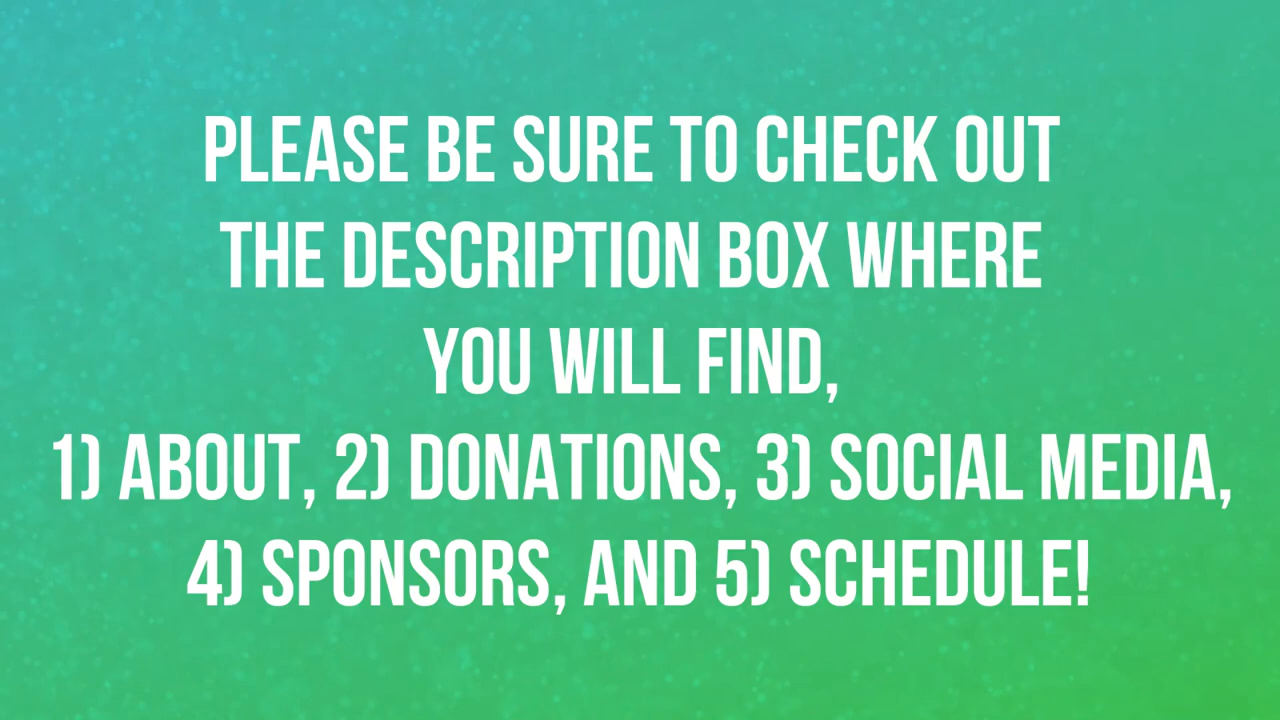 PLEASE BE SURE TO CHECK OUT
THE DESCRIPTION BOX WHERE
YOU WILL FIND,
1) ABOUT, 2) DONATIONS, 3) SOCIAL MEDIA,
4) SPONSORS, AND 5) SCHEDULE!